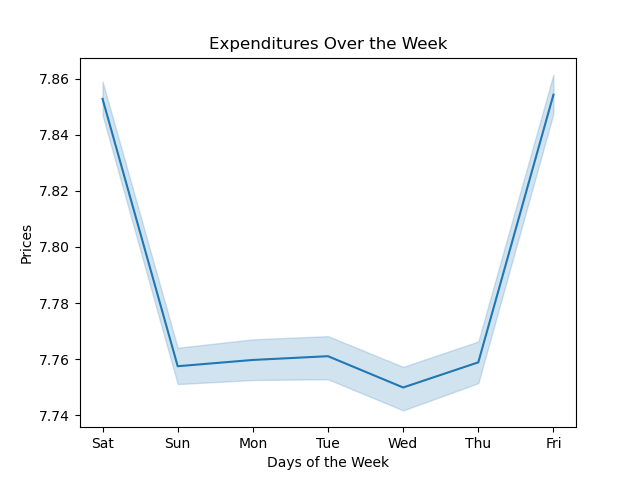 Expenditures Over the Week
Prices
7.86
7.84
7.82
7.80
7.78
7.76
7.74
Sat Sun Mon Tue Wed Thu Fri
Days of the Week